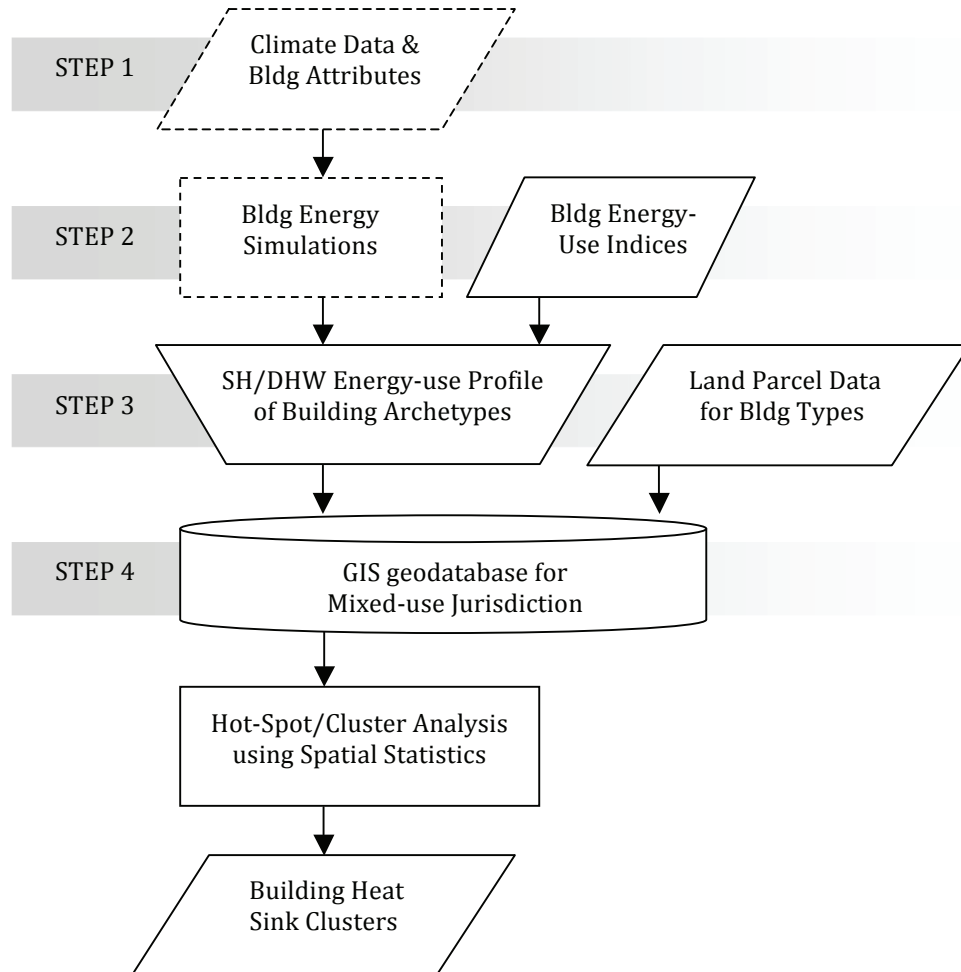 STEP 1
Climate Data &
Bldg Attributes
STEP 2
Bldg Energy
Simulations
Bldg Energy-
Use Indices
STEP 3
SH/DHW Energy-use Profile
of Building Archetypes
Land Parcel Data
for Bldg Types
STEP 4
GIS geodatabase for
Mixed-use Jurisdiction
Hot-Spot/Cluster Analysis
using Spatial Statistics
Building Heat
Sink Clusters